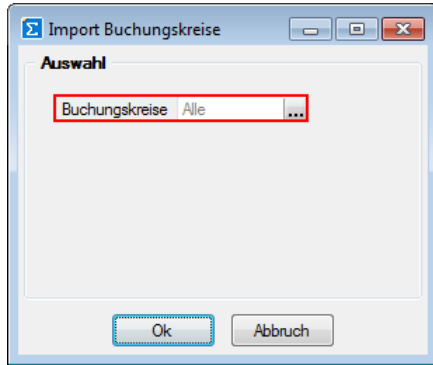 Import Buchungskreise
Auswahl
Buchungskreise Alle ...
Ok Abbruch